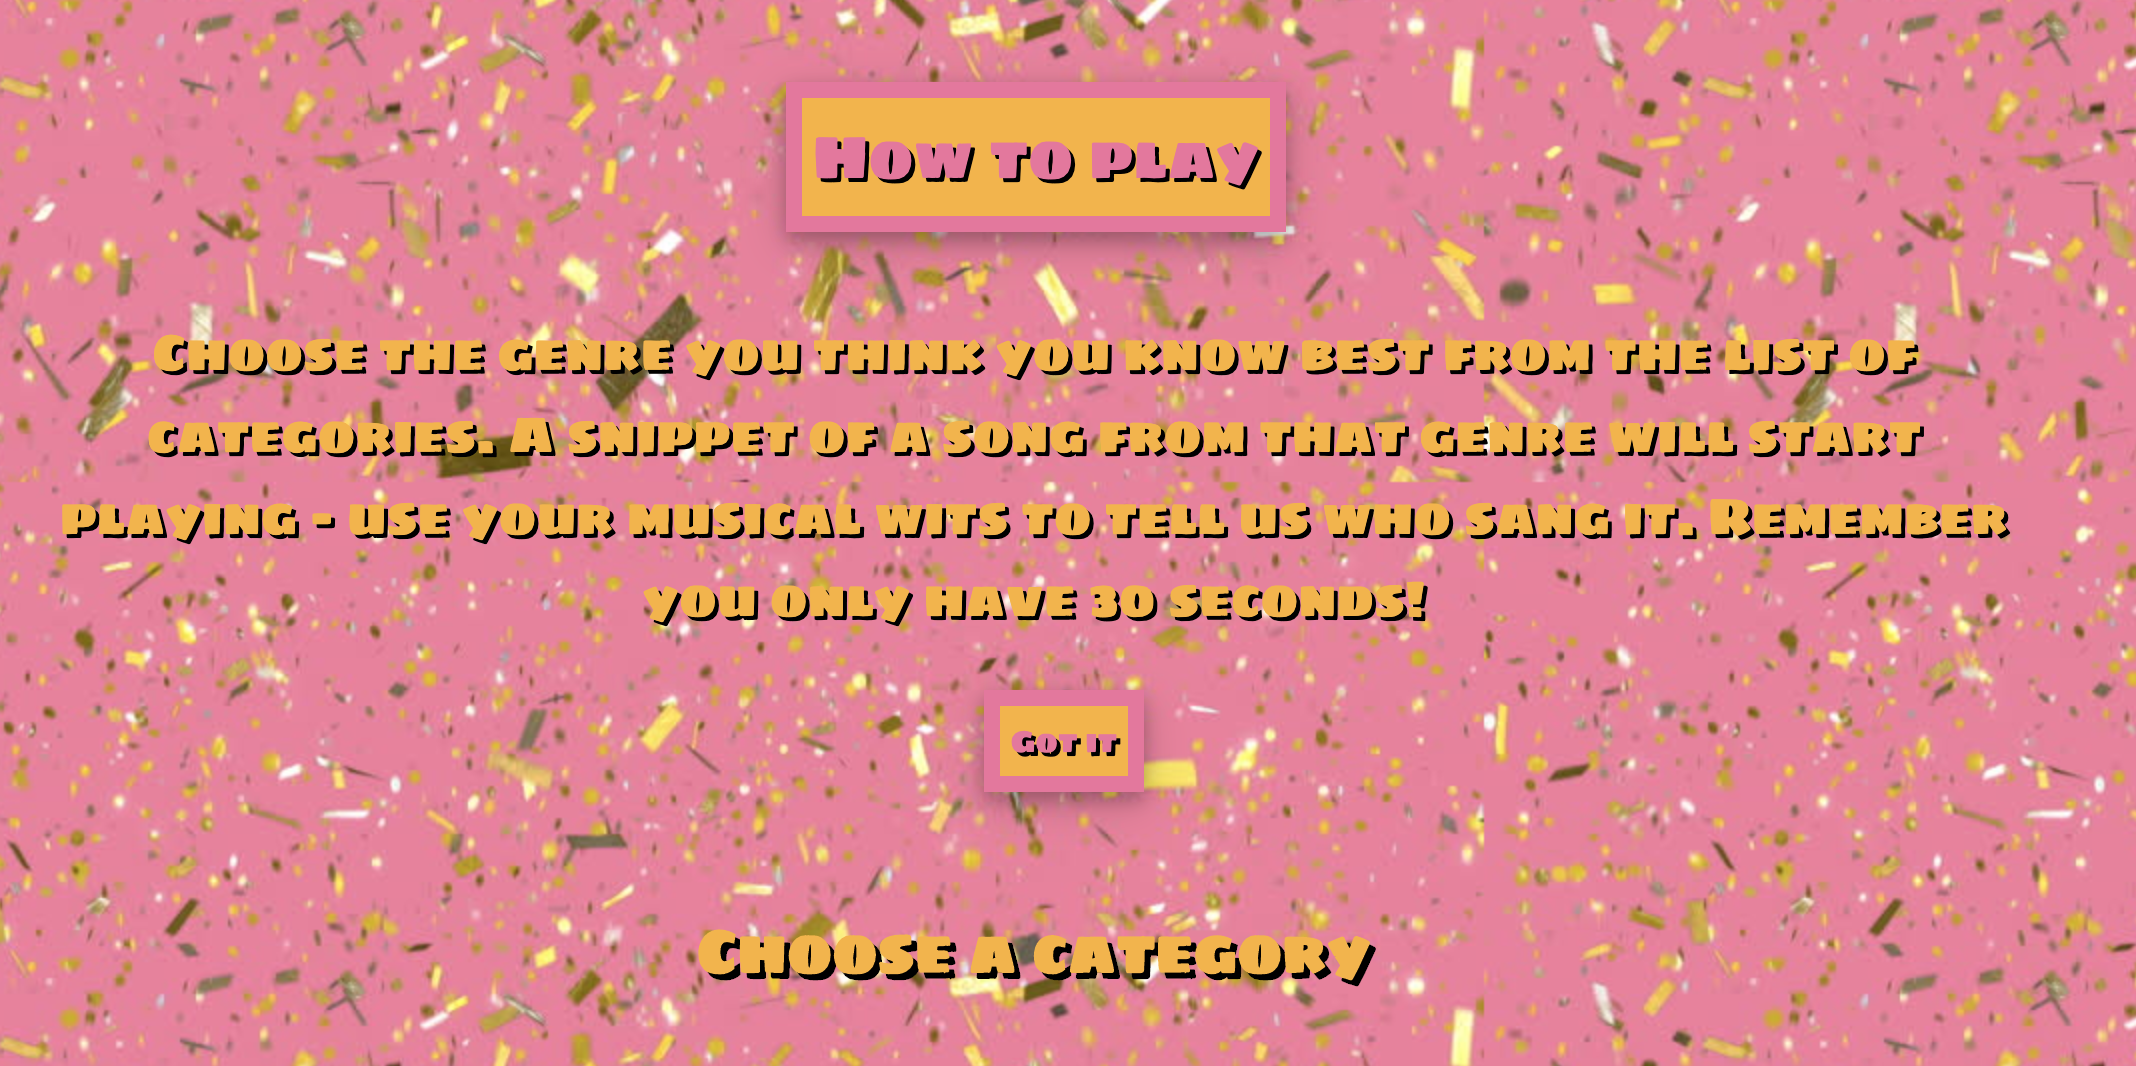 How to play
Choose the genre you think you know best from the list of
categories. A snippet of a song from that genre will start
playing - use your musical wits to tell us who sang it. Remember
you only have 30 seconds!
Got it
Choose a category